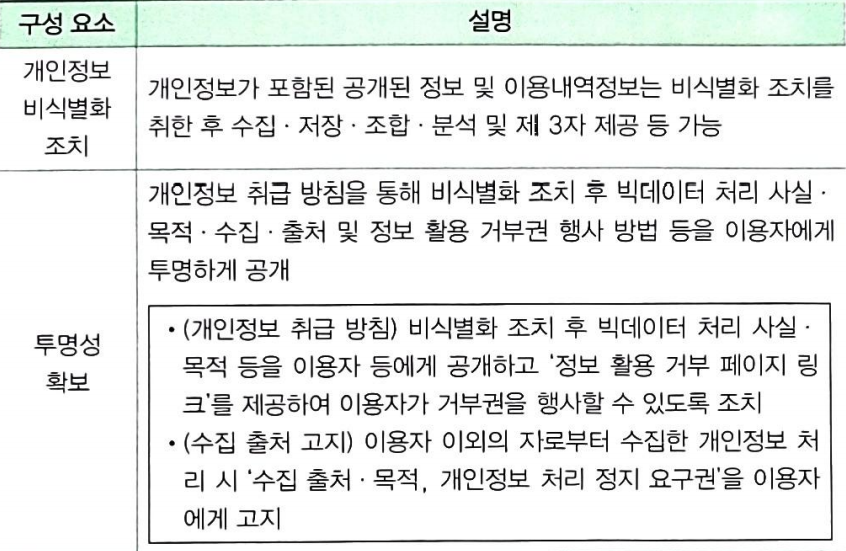 구성 요소 설명
개인정보
비식별화
조치
개인정보가 포함된 공개된 정보 및 이용내역정보는 비식별화 조치를
취한 후 수집 · 저장 · 조합 · 분석 및 제 3자 제공 등 가능
투명성
확보
개인정보 취급 방침을 통해 비식별화 조치 후 빅데이터 처리 사실 ·
목적 · 수집 · 출처 및 정보 활용 거부권 행사 방법 등을 이용자에게
투명하게 공개
• (개인정보 취급 방침) 비식별화 조치 후 빅데이터 처리 사실 ·
목적 등을 이용자 등에게 공개하고 '정보 활용 거부 페이지 링
크'를 제공하여 이용자가 거부권을 행사할 수 있도록 조치
• (수집 출처 고지) 이용자 이외의 자로부터 수집한 개인정보 처
리 시 '수집 출처 · 목적, 개인정보 처리 정지 요구권'을 이용자
에게 고지